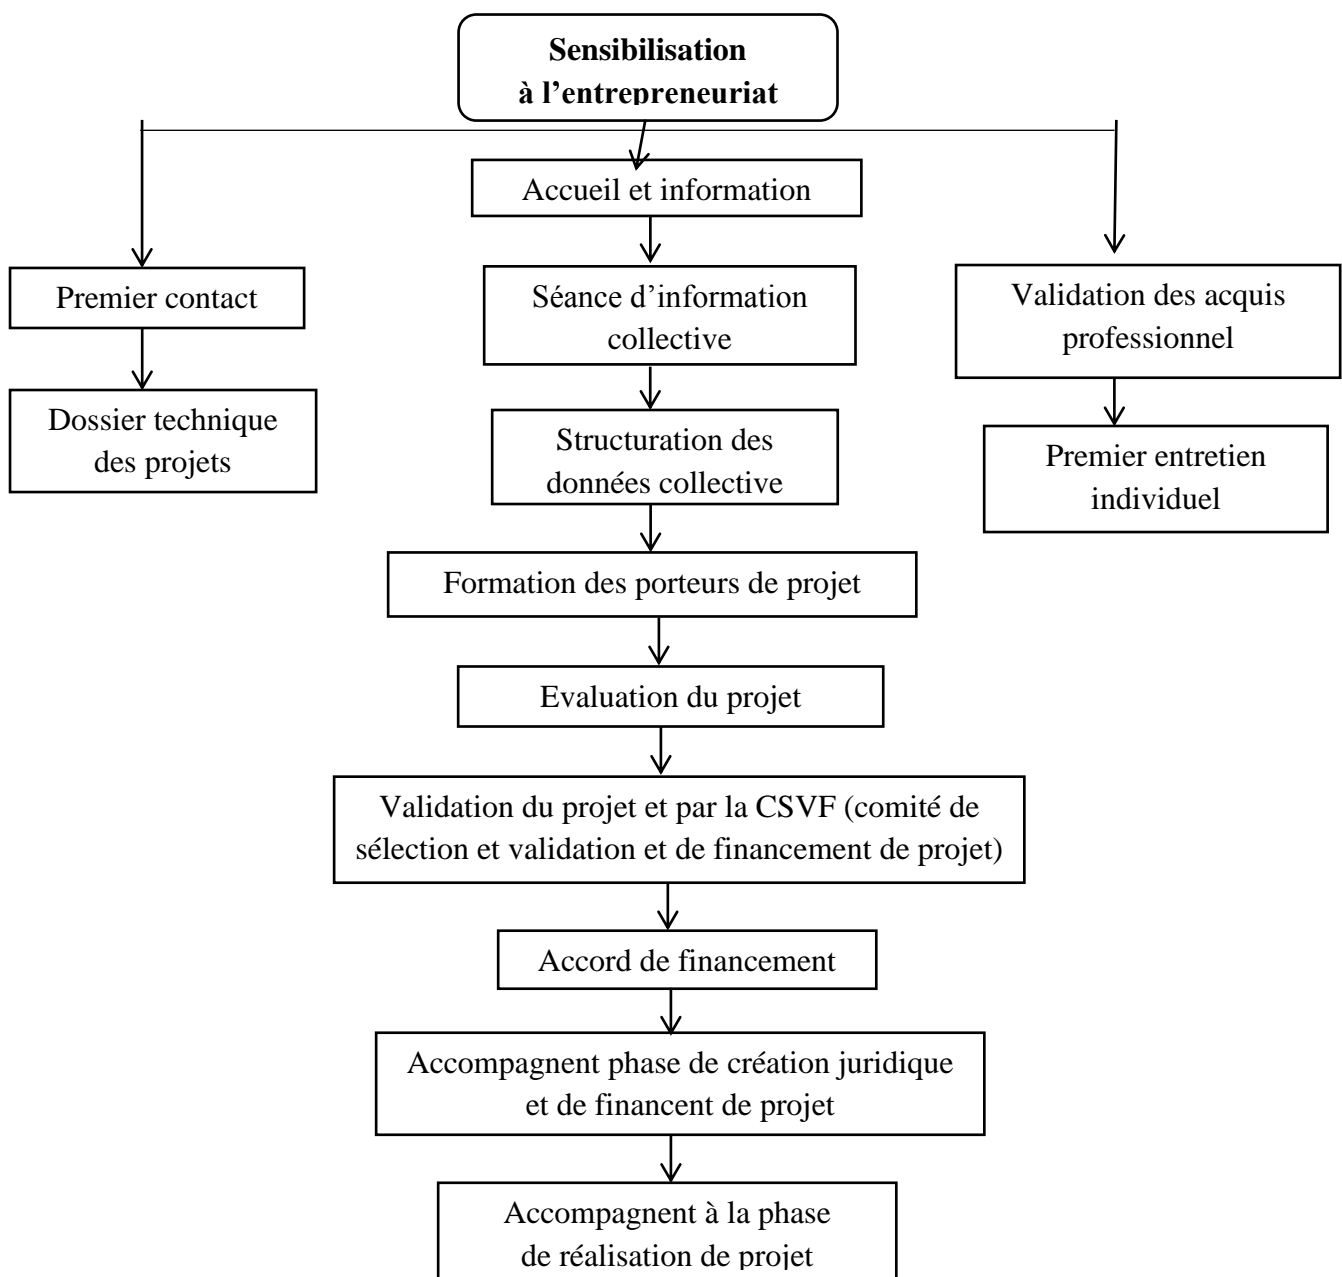 Sensibilisation
à l’entrepreneuriat
Accueil et information
Premier contact
Séance d’information
collective
Validation des acquis
professionnel
Dossier technique
des projets
Structuration des
données collective
Premier entretien
individuel
Formation des porteurs de projet
Evaluation du projet
Validation du projet et par la CSVF (comité de
sélection et validation et de financement de projet)
Accord de financement
Accompagnent phase de création juridique
et de financent de projet
Accompagnent à la phase
de réalisation de projet